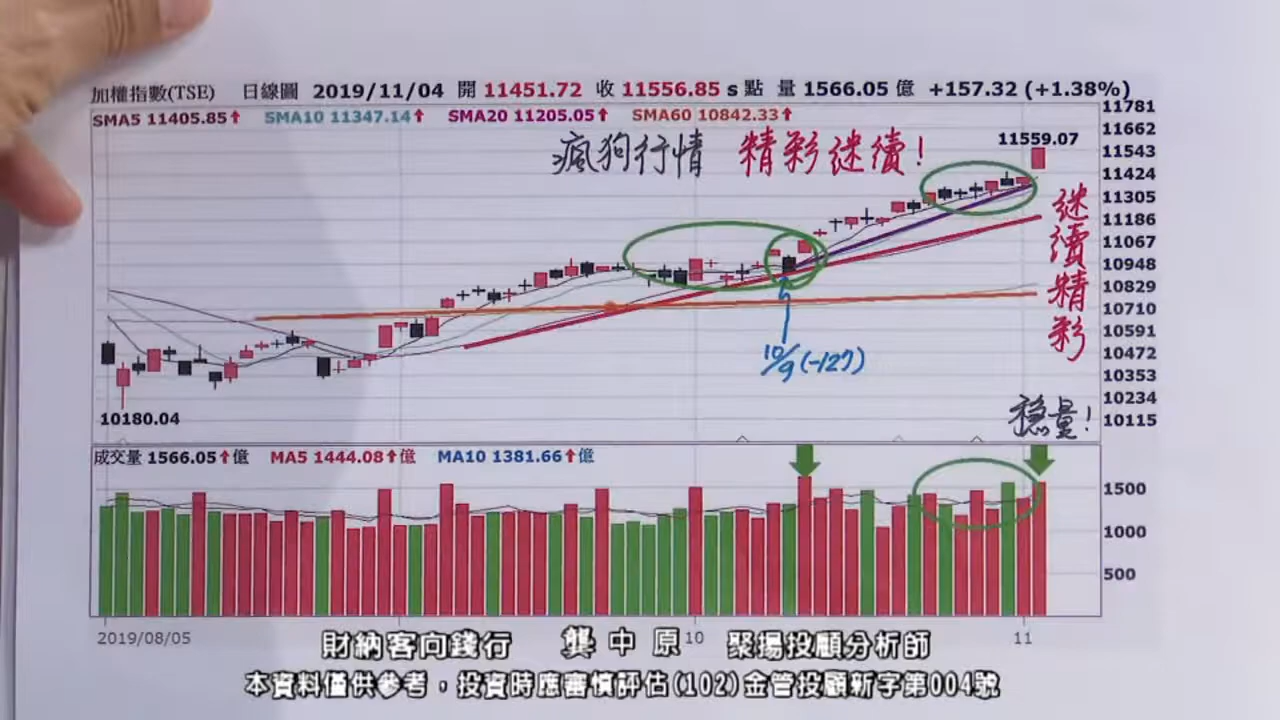 加權指數(TSE) 日線圖 2019/11/04 開 11451.72 收 11556.85 s 點 量 1566.05 億 +157.32 (+1.38%)
SMA5 11405.85↑ SMA10 11347.14↑ SMA20 11205.05↑ SMA60 10842.33↑
瘋狗行情 精彩继續!
11559.07
继續精彩
10/9(-127)
10180.04
穩量!
11781
11662
11543
11424
11305
11186
11067
10948
10829
10710
10591
10472
10353
10234
10115
成交量 1566.05↑億 MA5 1444.08↑億 MA10 1381.66↑億
1500
1000
500
2019/08/05 10 11
財納客向錢行 龔中原 聚揚投顧分析師
本資料僅供參考，投資時應審慎評估(102)金管投顧新字第004號